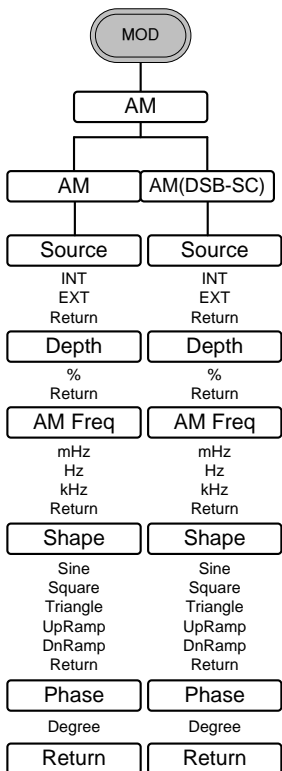 MOD
AM
AM AM(DSB-SC)
Source Source
INT INT
EXT EXT
Return Return
Depth Depth
% %
Return Return
AM Freq AM Freq
mHz mHz
Hz Hz
kHz kHz
Return Return
Shape Shape
Sine Sine
Square Square
Triangle Triangle
UpRamp UpRamp
DnRamp DnRamp
Return Return
Phase Phase
Degree Degree
Return Return